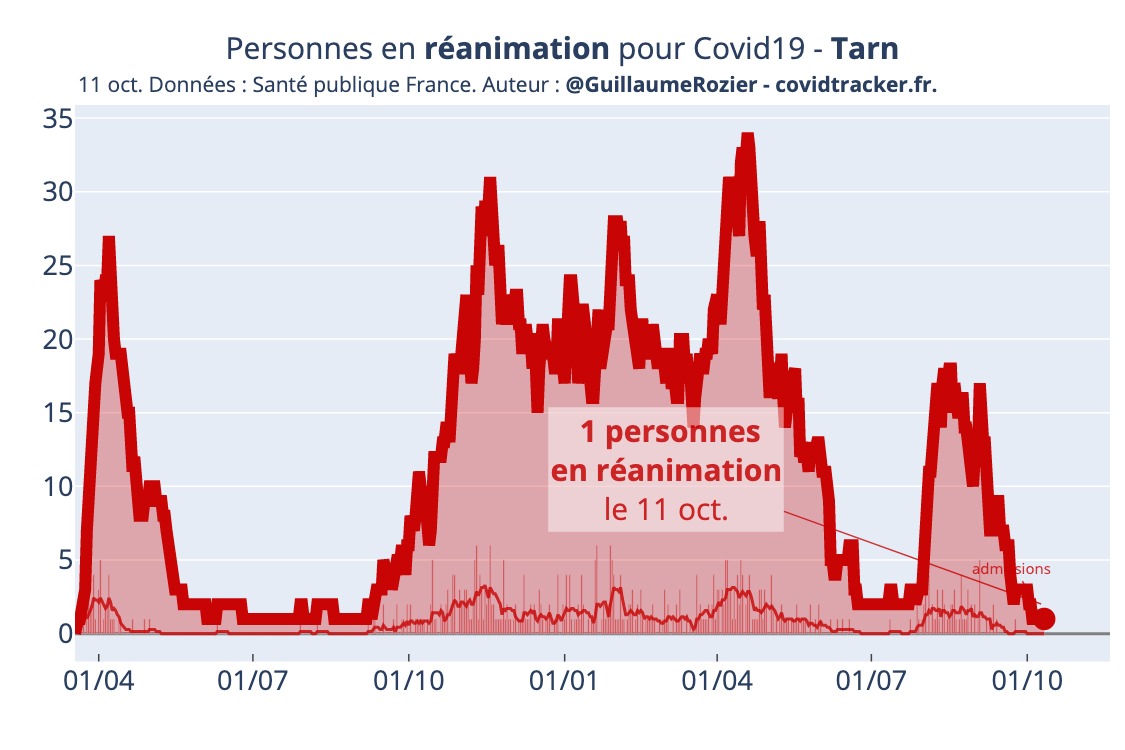 Personnes en réanimation pour Covid19 - Tarn
11 oct. Données : Santé publique France. Auteur : @GuillaumeRozier - covidtracker.fr.
35
30
25
20
15
10
5
0
1 personnes
en réanimation
le 11 oct.
admissions
01/04 01/07 01/10 01/01 01/04 01/07 01/10